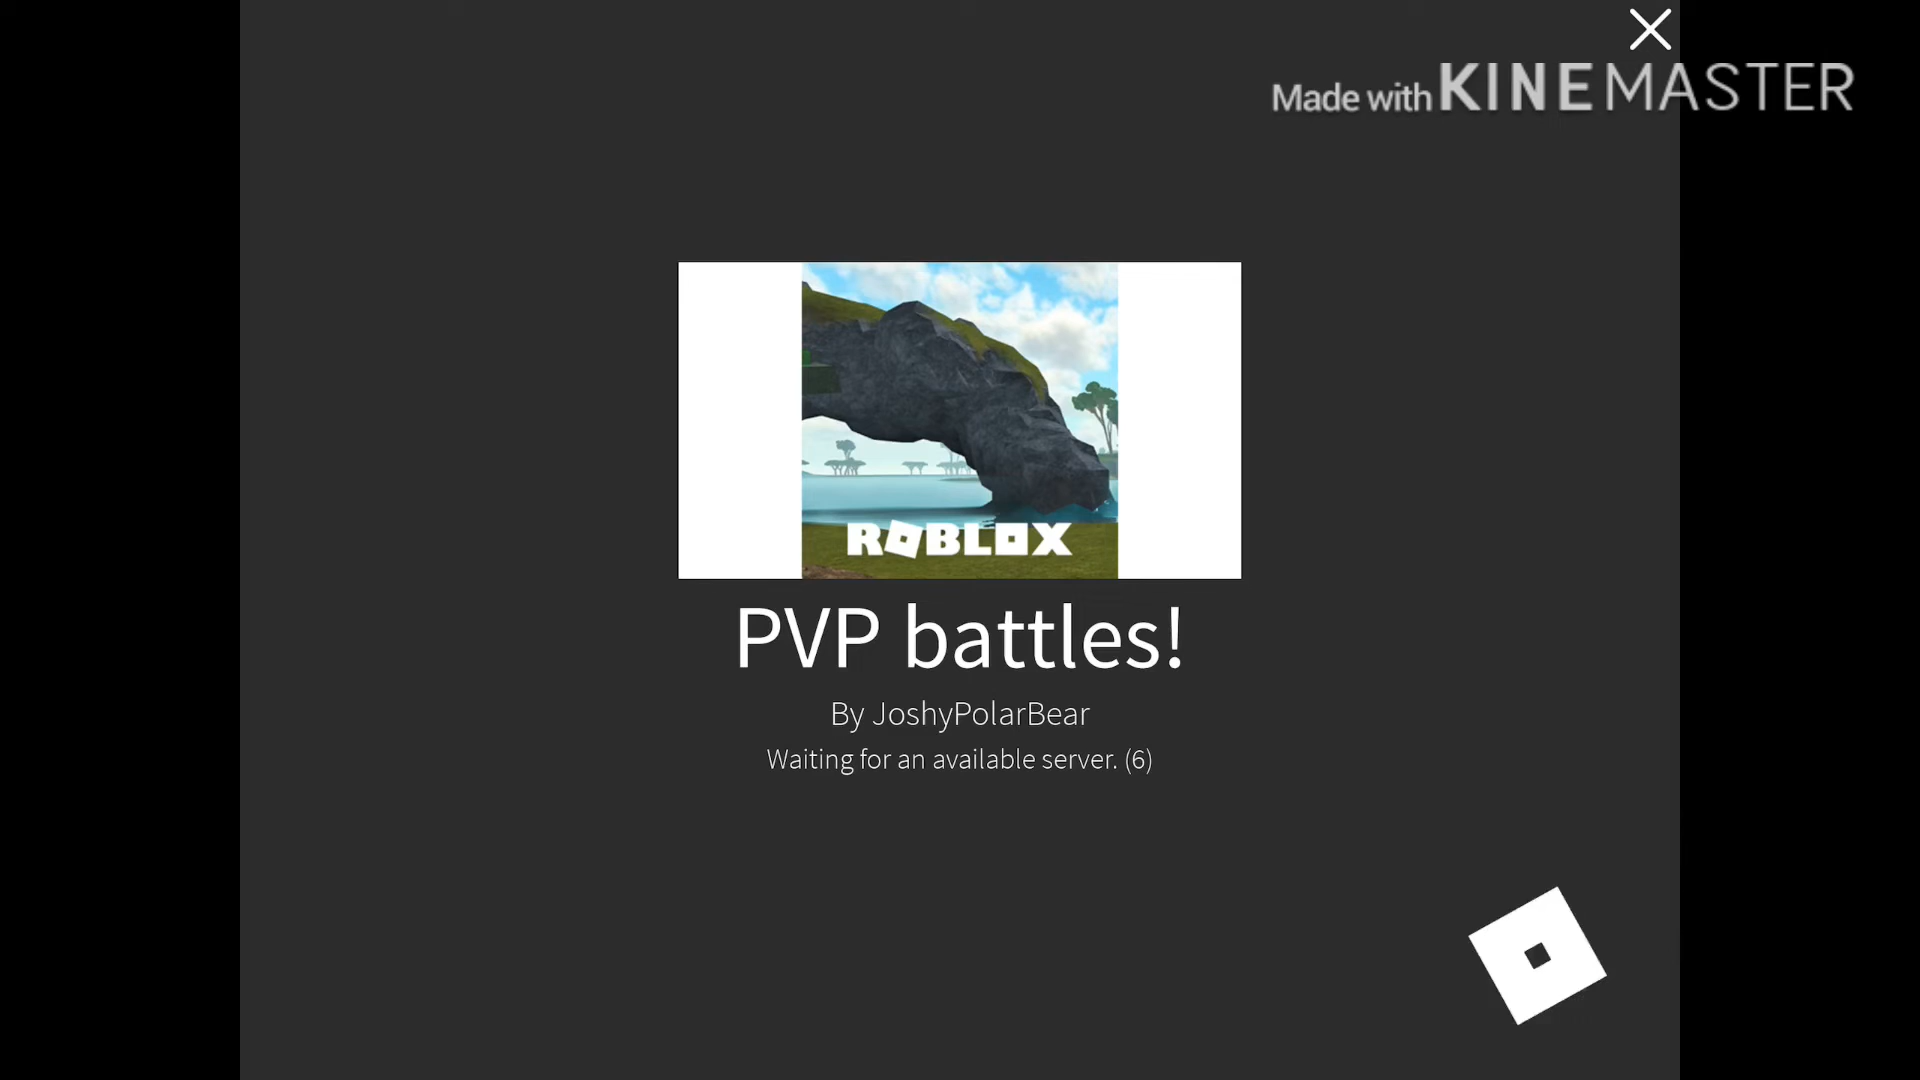 Made with KINEMASTER
ROBLOX
PVP battles!
By JoshyPolarBear
Waiting for an available server. (6)